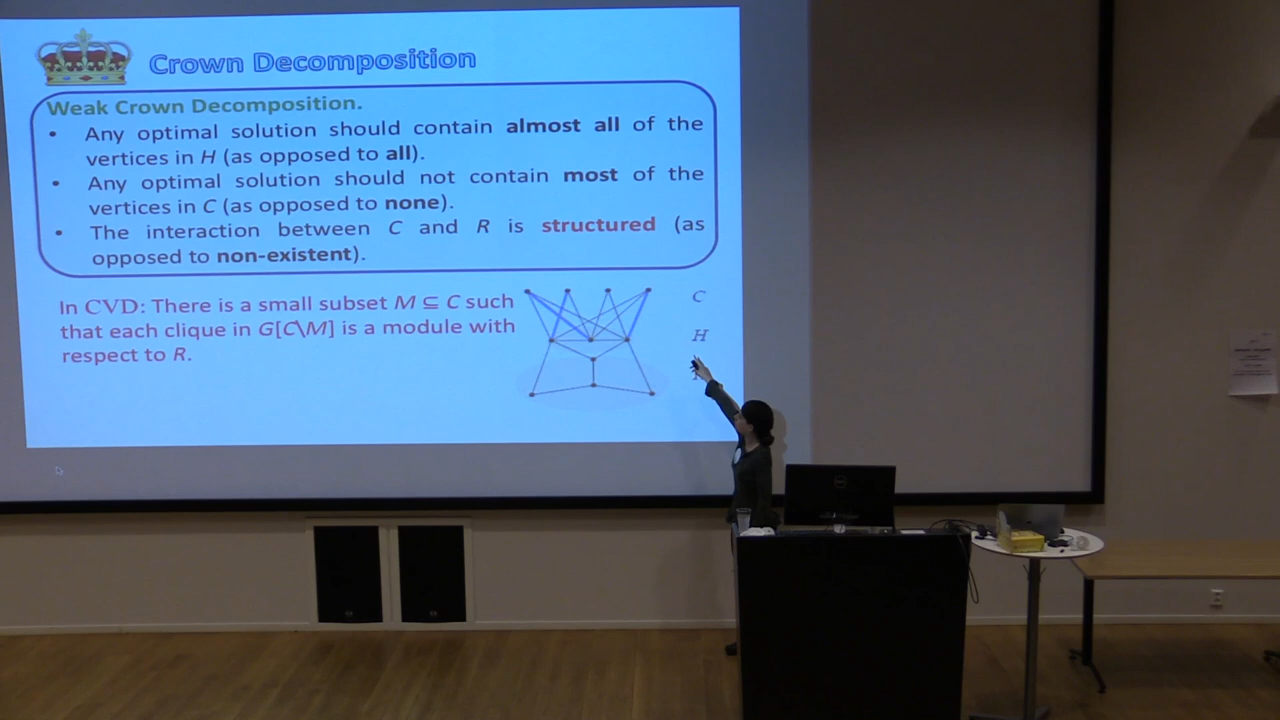 Crown Decomposition
Weak Crown Decomposition.
• Any optimal solution should contain almost all of the
vertices in H (as opposed to all).
• Any optimal solution should not contain most of the
vertices in C (as opposed to none).
• The interaction between C and R is structured (as
opposed to non-existent).
In CVD: There is a small subset M ⊆ C such
that each clique in G[C\M] is a module with
respect to R.
C
H
DELL